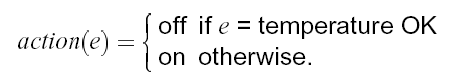 action(e) = { off if e = temperature OK
on otherwise.